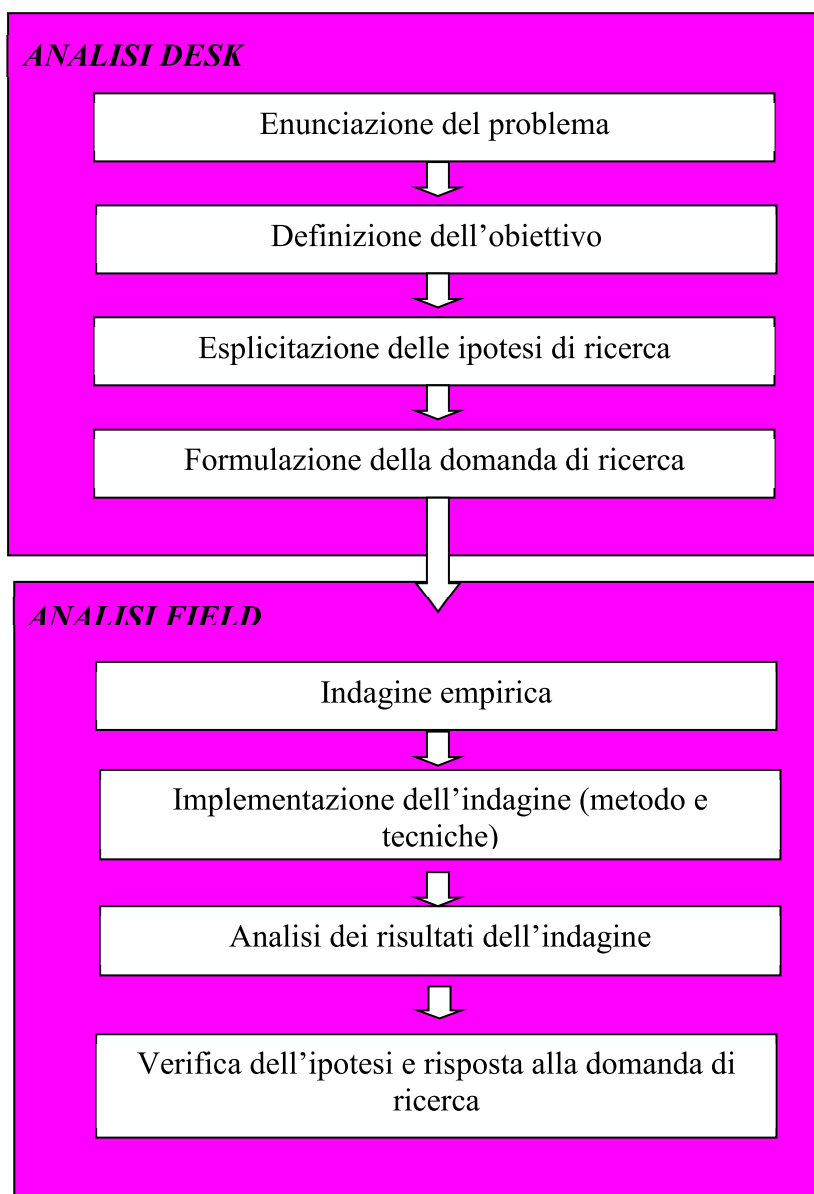 ANALISI DESK
Enunciazione del problema
Definizione dell’obiettivo
Esplicitazione delle ipotesi di ricerca
Formulazione della domanda di ricerca
ANALISI FIELD
Indagine empirica
Implementazione dell’indagine (metodo e
tecniche)
Analisi dei risultati dell’indagine
Verifica dell’ipotesi e risposta alla domanda di
ricerca